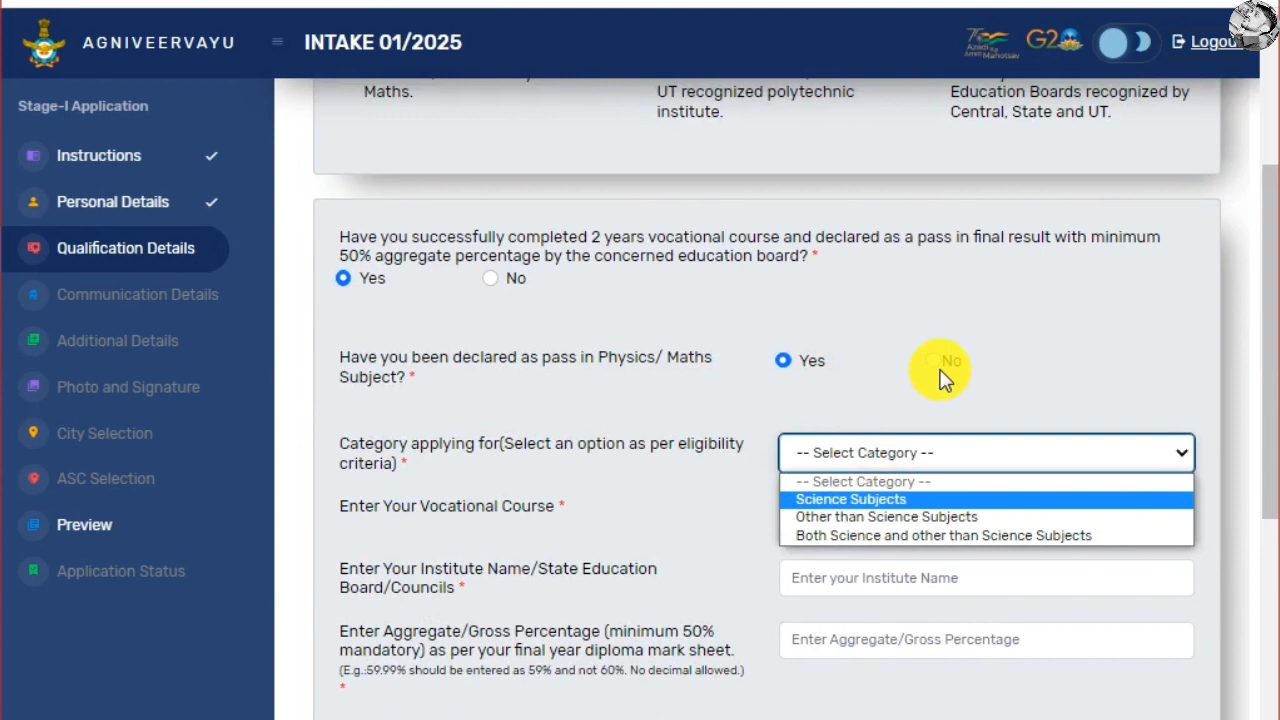 AGNIVEERVAYU
INTAKE 01/2025
Azadi
Amrit Mahotsav
G20
Logou
Stage-I Application
Instructions
Personal Details
Qualification Details
Communication Details
Additional Details
Photo and Signature
City Selection
ASC Selection
Preview
Application Status
Maths.
UT recognized polytechnic
institute.
Education Boards recognized by
Central, State and UT.
Have you successfully completed 2 years vocational course and declared as a pass in final result with minimum
50% aggregate percentage by the concerned education board? *
Yes No
Have you been declared as pass in Physics/ Maths
Subject? *
Yes No
Category applying for(Select an option as per eligibility
criteria) *
-- Select Category --
-- Select Category --
Science Subjects
Other than Science Subjects
Both Science and other than Science Subjects
Enter Your Vocational Course *
Enter Your Institute Name/State Education
Board/Councils *
Enter your Institute Name
Enter Aggregate/Gross Percentage (minimum 50%
mandatory) as per your final year diploma mark sheet.
(E.g.:59.99% should be entered as 59% and not 60%. No decimal allowed.)
*
Enter Aggregate/Gross Percentage